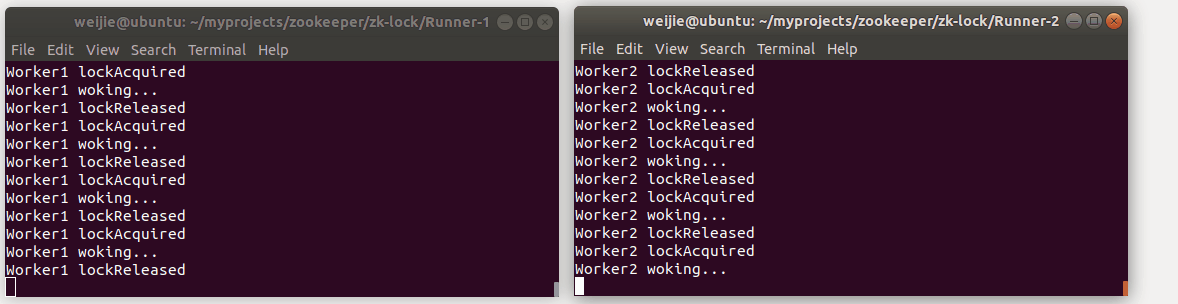 weijie@ubuntu: ~/myprojects/zookeeper/zk-lock/Runner-1
File Edit View Search Terminal Help
Worker1 lockAcquired
Worker1 woking...
Worker1 lockReleased
Worker1 lockAcquired
Worker1 woking...
Worker1 lockReleased
Worker1 lockAcquired
Worker1 woking...
Worker1 lockReleased
Worker1 lockAcquired
Worker1 woking...
Worker1 lockReleased
weijie@ubuntu: ~/myprojects/zookeeper/zk-lock/Runner-2
File Edit View Search Terminal Help
Worker2 lockReleased
Worker2 lockAcquired
Worker2 woking...
Worker2 lockReleased
Worker2 lockAcquired
Worker2 woking...
Worker2 lockReleased
Worker2 lockAcquired
Worker2 woking...
Worker2 lockReleased
Worker2 lockAcquired
Worker2 woking...